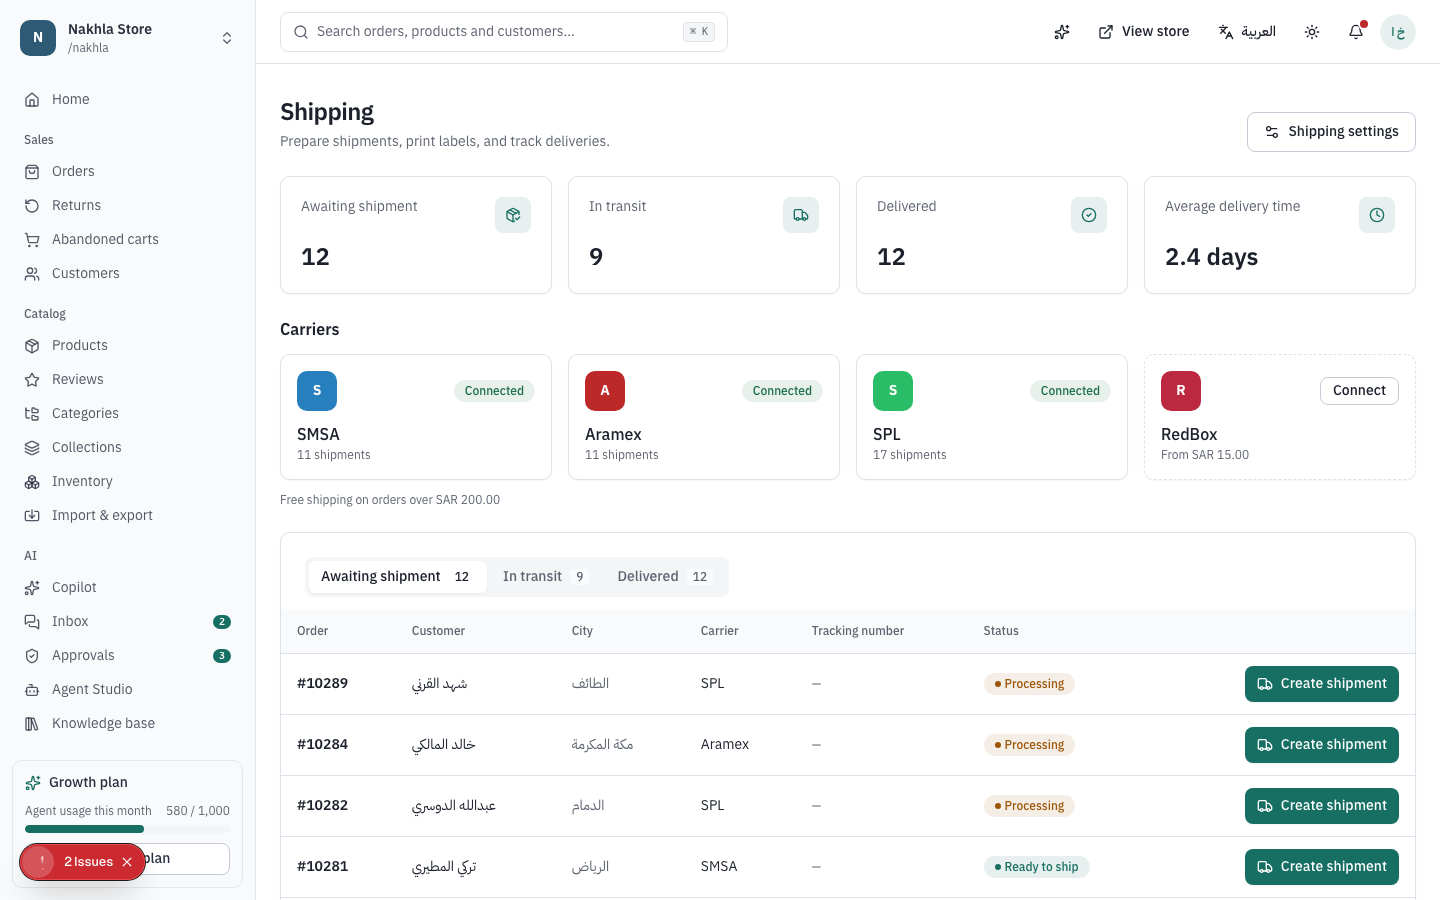 N
Nakhla Store
/nakhla
Search orders, products and customers...
⌘ K
View store
العربية
خ ا
Home
Sales
Orders
Returns
Abandoned carts
Customers
Catalog
Products
Reviews
Categories
Collections
Inventory
Import & export
AI
Copilot
Inbox 2
Approvals 3
Agent Studio
Knowledge base
Growth plan
Agent usage this month 580 / 1,000
plan
2 Issues
Shipping
Prepare shipments, print labels, and track deliveries.
Shipping settings
Awaiting shipment
12
In transit
9
Delivered
12
Average delivery time
2.4 days
Carriers
S
Connected
SMSA
11 shipments
A
Connected
Aramex
11 shipments
S
Connected
SPL
17 shipments
R
Connect
RedBox
From SAR 15.00
Free shipping on orders over SAR 200.00
Awaiting shipment 12 In transit 9 Delivered 12
Order Customer City Carrier Tracking number Status
#10289 شهد القرني الطائف SPL — Processing Create shipment
#10284 خالد المالكي مكة المكرمة Aramex — Processing Create shipment
#10282 عبدالله الدوسري الدمام SPL — Processing Create shipment
#10281 تركي المطيري الرياض SMSA — Ready to ship Create shipment